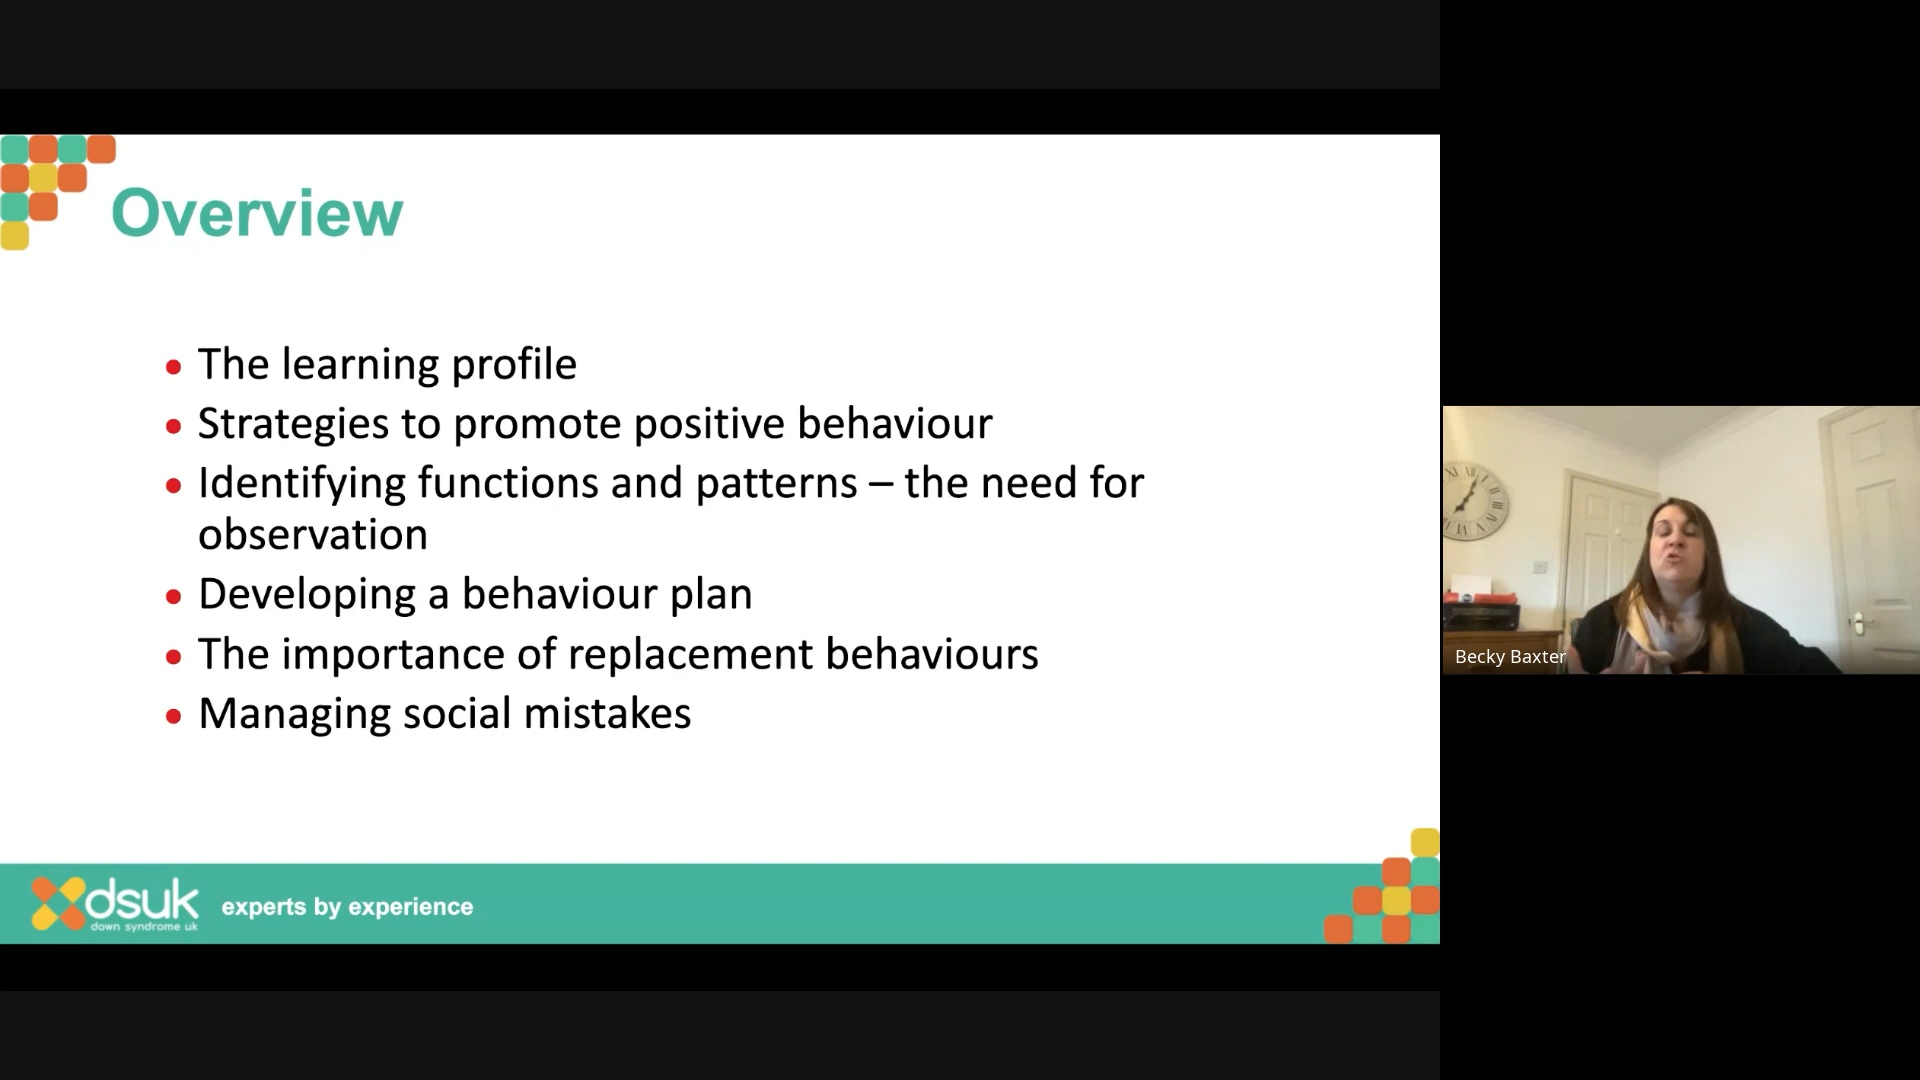 Overview
• The learning profile
• Strategies to promote positive behaviour
• Identifying functions and patterns – the need for
observation
• Developing a behaviour plan
• The importance of replacement behaviours
• Managing social mistakes
dsuk
down syndrome uk
experts by experience
Becky Baxter